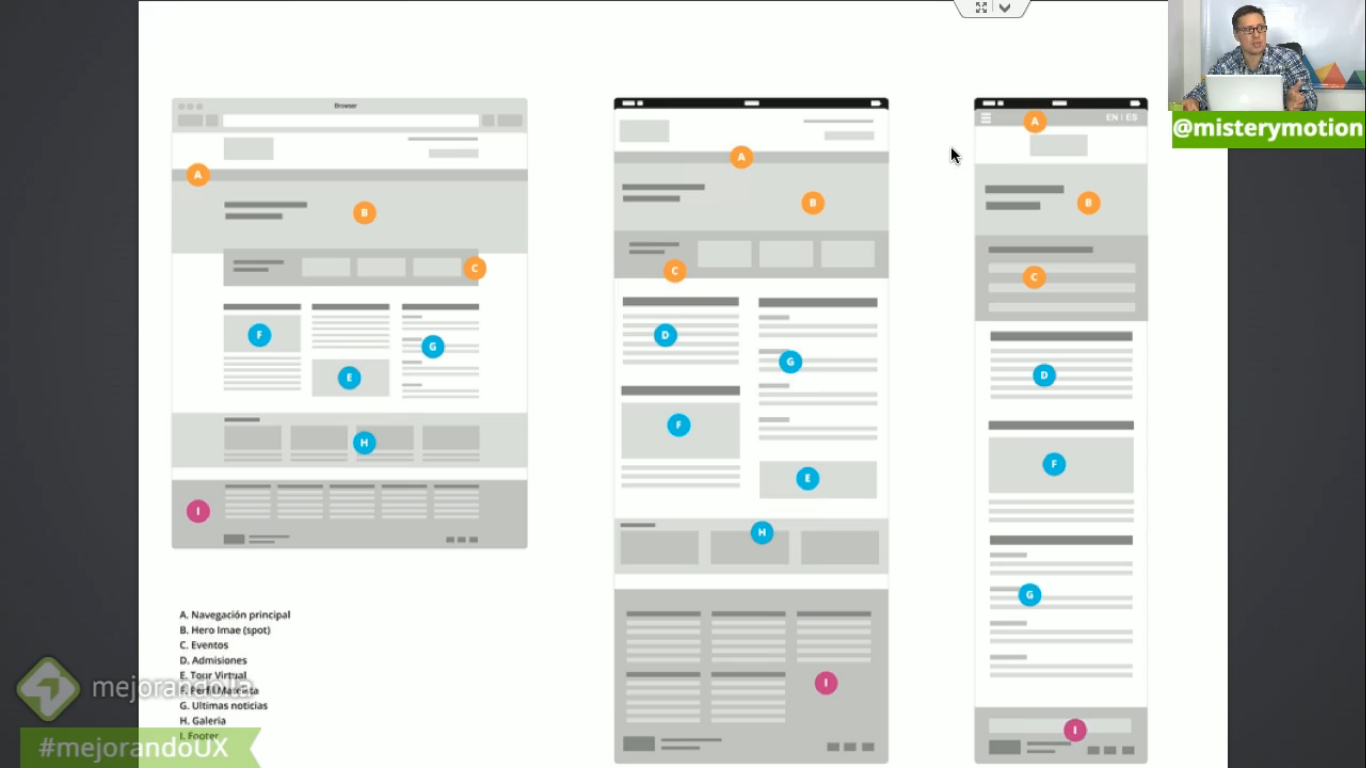 Browser
EN | ES
@misterymotion
A
B
C
F
G
E
H
I
A
B
C
D
G
F
E
H
I
A
B
C
D
F
G
I
A. Navegación principal
B. Hero Imae (spot)
C. Eventos
D. Admisiones
E. Tour Virtual
F. Perfil
G. Ultimas noticias
H. Galeria
I. Footer
mejorando.la
#mejorandoUX